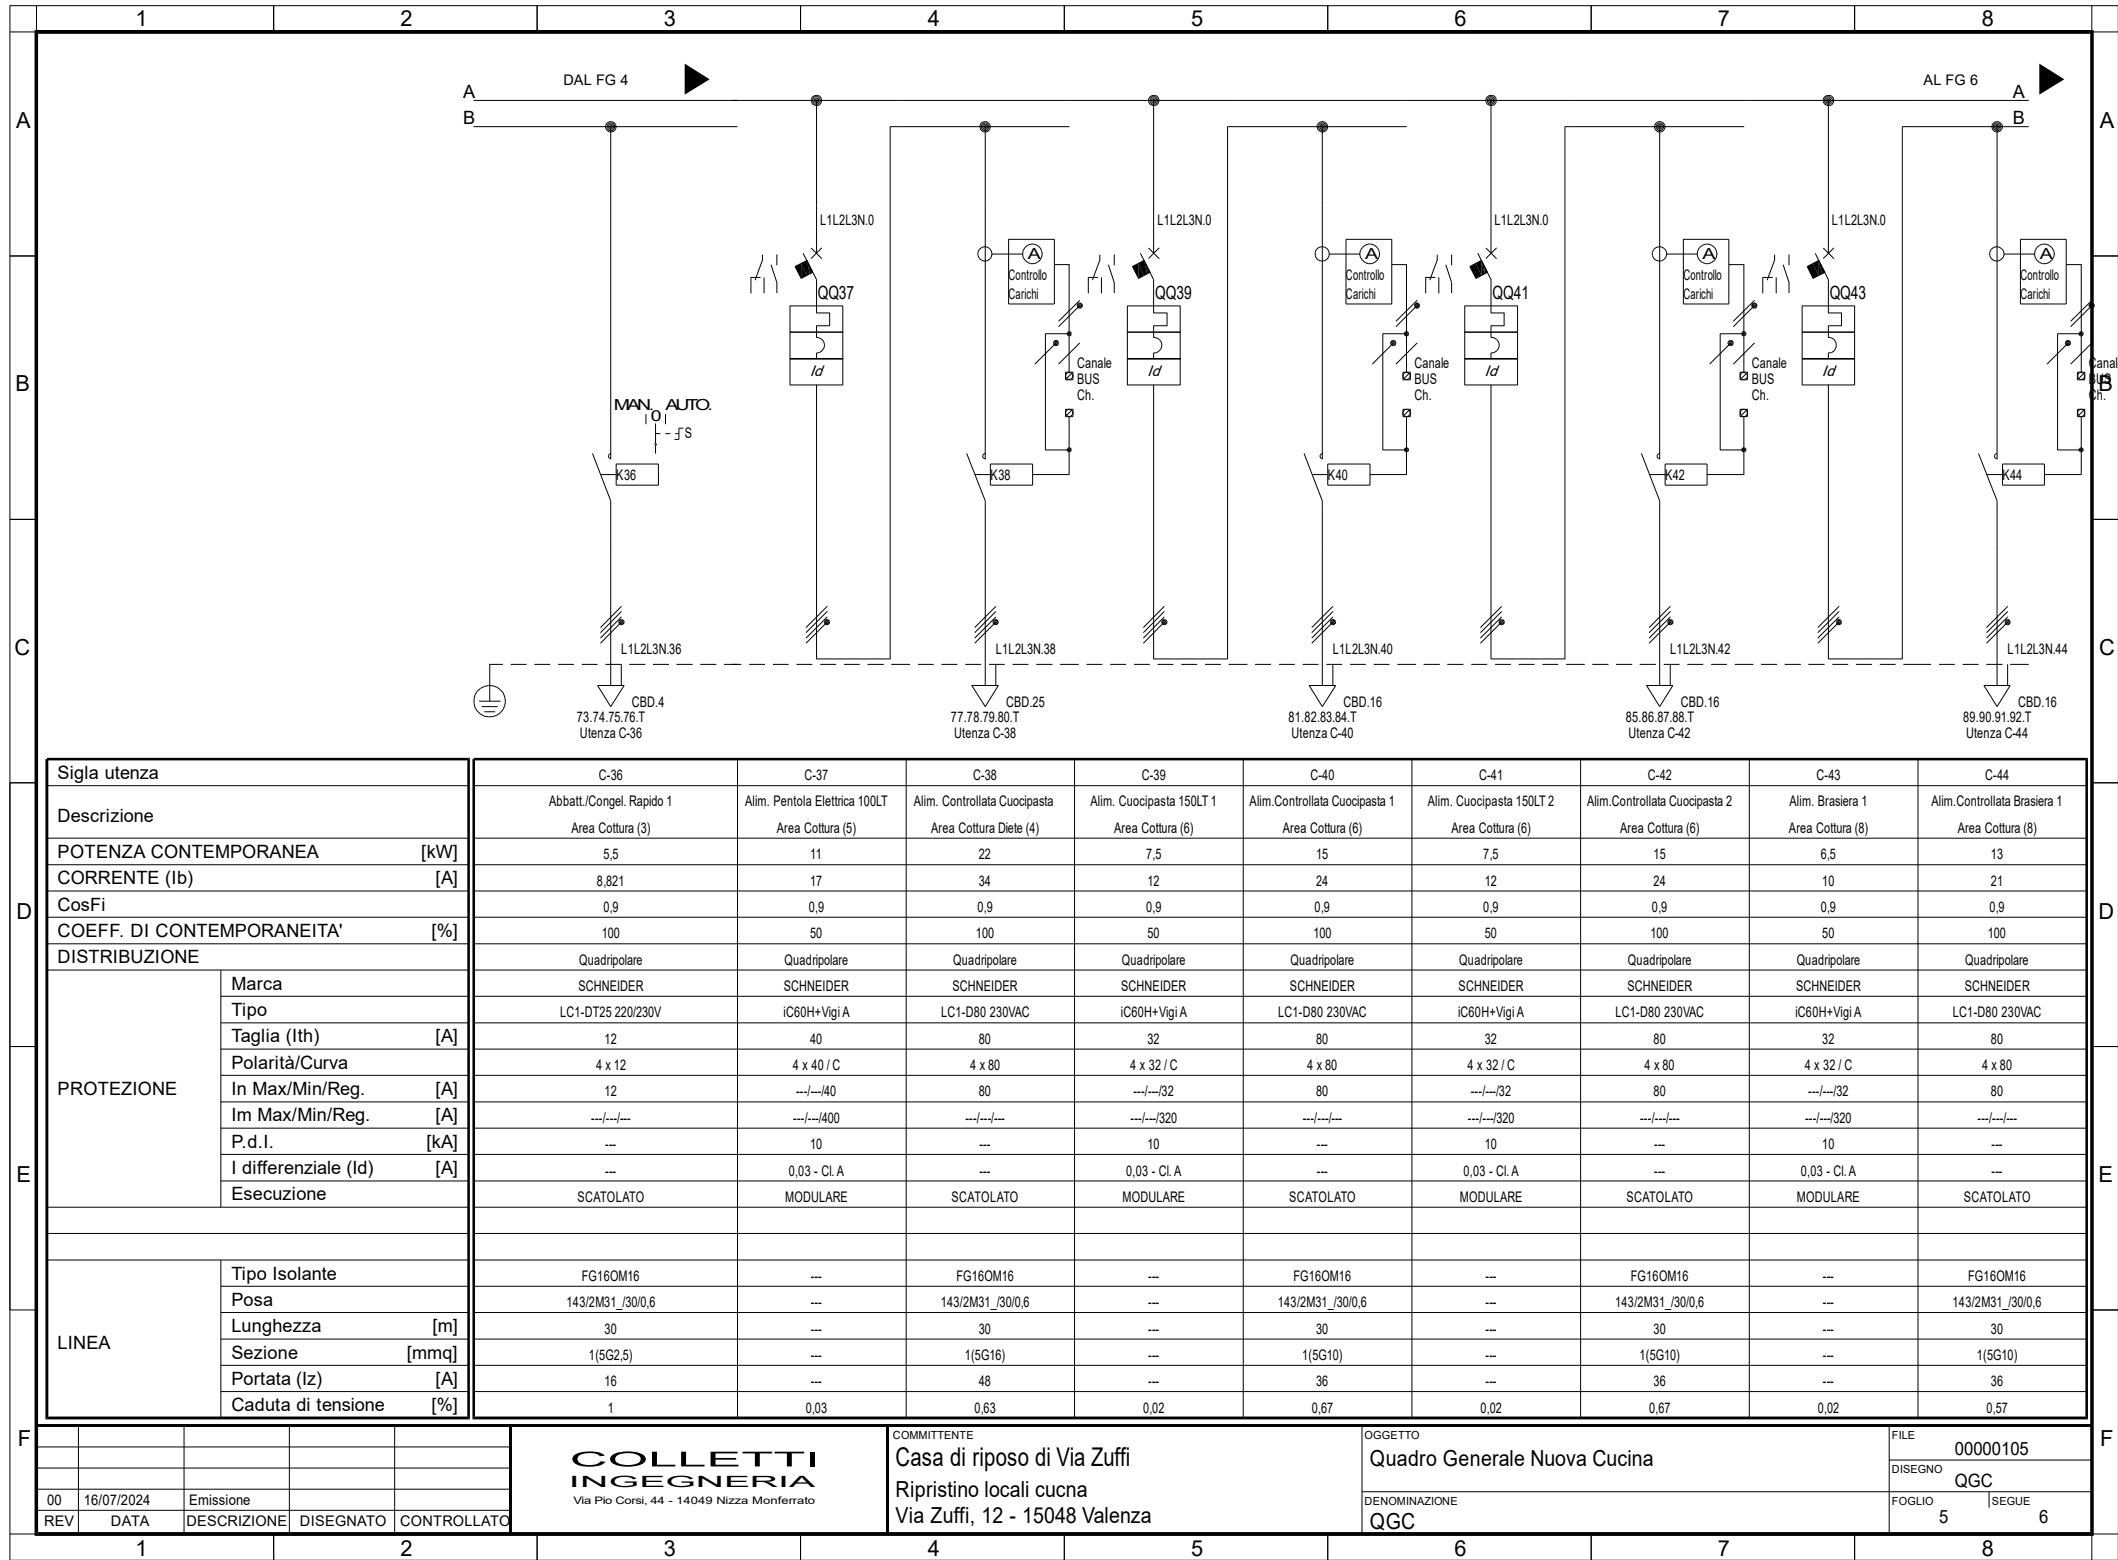 1 2 3 4 5 6 7 8
A DAL FG 4 AL FG 6 A
B B
A A
L1L2L3N.0 L1L2L3N.0 L1L2L3N.0 L1L2L3N.0
A A A A
Controllo Carichi Controllo Carichi Controllo Carichi Controllo Carichi
QQ37 QQ39 QQ41 QQ43
Id Id Id Id
Canale BUS Ch. Canale BUS Ch. Canale BUS Ch. Canal BUS Ch.
B B
MAN. 0 AUTO.
S
K36 K38 K40 K42 K44
C C
L1L2L3N.36 L1L2L3N.38 L1L2L3N.40 L1L2L3N.42 L1L2L3N.44
CBD.4 CBD.25 CBD.16 CBD.16 CBD.16
73.74.75.76.T 77.78.79.80.T 81.82.83.84.T 85.86.87.88.T 89.90.91.92.T
Utenza C-36 Utenza C-38 Utenza C-40 Utenza C-42 Utenza C-44
Sigla utenza C-36 C-37 C-38 C-39 C-40 C-41 C-42 C-43 C-44
Descrizione
Abbatt./Congel. Rapido 1 Alim. Pentola Elettrica 100LT Alim. Controllata Cuocipasta Alim. Cuocipasta 150LT 1 Alim.Controllata Cuocipasta 1 Alim. Cuocipasta 150LT 2 Alim.Controllata Cuocipasta 2 Alim. Brasiera 1 Alim.Controllata Brasiera 1
Area Cottura (3) Area Cottura (5) Area Cottura Diete (4) Area Cottura (6) Area Cottura (6) Area Cottura (6) Area Cottura (6) Area Cottura (8) Area Cottura (8)
POTENZA CONTEMPORANEA [kW] 5,5 11 22 7,5 15 7,5 15 6,5 13
CORRENTE (Ib) [A] 8,821 17 34 12 24 12 24 10 21
CosFi 0,9 0,9 0,9 0,9 0,9 0,9 0,9 0,9 0,9
D D
COEFF. DI CONTEMPORANEITA' [%] 100 50 100 50 100 50 100 50 100
DISTRIBUZIONE Quadripolare Quadripolare Quadripolare Quadripolare Quadripolare Quadripolare Quadripolare Quadripolare Quadripolare
PROTEZIONE
Marca SCHNEIDER SCHNEIDER SCHNEIDER SCHNEIDER SCHNEIDER SCHNEIDER SCHNEIDER SCHNEIDER SCHNEIDER
Tipo LC1-DT25 220/230V iC60H+Vigi A LC1-D80 230VAC iC60H+Vigi A LC1-D80 230VAC iC60H+Vigi A LC1-D80 230VAC iC60H+Vigi A LC1-D80 230VAC
Taglia (Ith) [A] 12 40 80 32 80 32 80 32 80
Polarità/Curva 4 x 12 4 x 40 / C 4 x 80 4 x 32 / C 4 x 80 4 x 32 / C 4 x 80 4 x 32 / C 4 x 80
In Max/Min/Reg. [A] 12 ---/---/40 80 ---/---/32 80 ---/---/32 80 ---/---/32 80
Im Max/Min/Reg. [A] ---/---/--- ---/---/400 ---/---/--- ---/---/320 ---/---/--- ---/---/320 ---/---/--- ---/---/320 ---/---/---
P.d.I. [kA] --- 10 --- 10 --- 10 --- 10 ---
I differenziale (Id) [A] --- 0,03 - Cl. A --- 0,03 - Cl. A --- 0,03 - Cl. A --- 0,03 - Cl. A ---
E E
Esecuzione SCATOLATO MODULARE SCATOLATO MODULARE SCATOLATO MODULARE SCATOLATO MODULARE SCATOLATO
LINEA
Tipo Isolante FG16OM16 --- FG16OM16 --- FG16OM16 --- FG16OM16 --- FG16OM16
Posa 143/2M31_/30/0,6 --- 143/2M31_/30/0,6 --- 143/2M31_/30/0,6 --- 143/2M31_/30/0,6 --- 143/2M31_/30/0,6
Lunghezza [m] 30 --- 30 --- 30 --- 30 --- 30
Sezione [mmq] 1(5G2,5) --- 1(5G16) --- 1(5G10) --- 1(5G10) --- 1(5G10)
Portata (Iz) [A] 16 --- 48 --- 36 --- 36 --- 36
Caduta di tensione [%] 1 0,03 0,63 0,02 0,67 0,02 0,67 0,02 0,57
F F
COLLETTI
INGEGNERIA
Via Pio Corsi, 44 - 14049 Nizza Monferrato
COMMITTENTE
Casa di riposo di Via Zuffi
Ripristino locali cucna
Via Zuffi, 12 - 15048 Valenza
OGGETTO
Quadro Generale Nuova Cucina
DENOMINAZIONE
QGC
FILE
00000105
DISEGNO
QGC
FOGLIO SEGUE
5 6
00 16/07/2024 Emissione
REV DATA DESCRIZIONE DISEGNATO CONTROLLATO
1 2 3 4 5 6 7 8